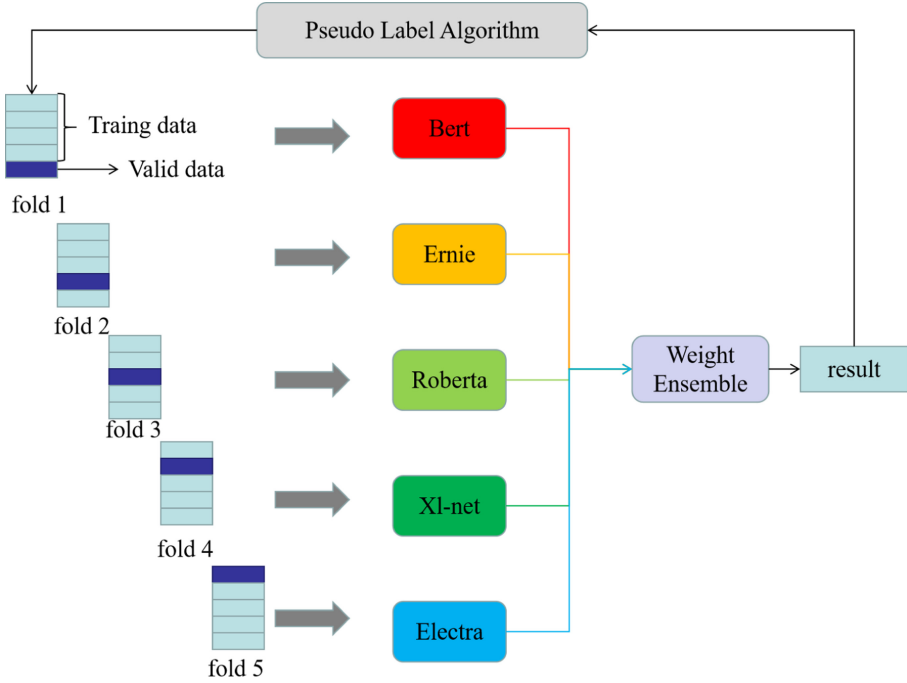 Pseudo Label Algorithm
Traing data
Valid data
fold 1
Bert
fold 2
Ernie
fold 3
Roberta
Weight
Ensemble
result
fold 4
Xl-net
fold 5
Electra